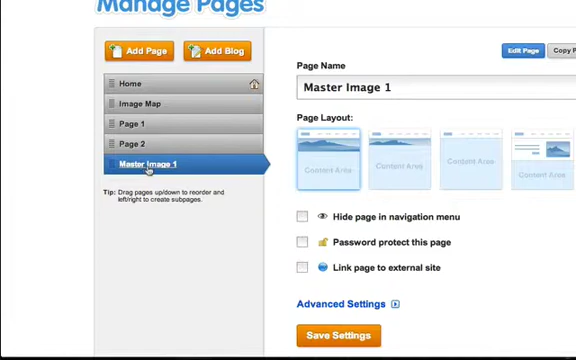 Manage Pages
Add Page
Add Blog
Home
Image Map
Page 1
Page 2
Master Image 1
Tip: Drag pages up/down to reorder and
left/right to create subpages.
Edit Page
Copy P
Page Name
Master Image 1
Page Layout:
Content Area
Content Area
Content Area
Content Area
Hide page in navigation menu
Password protect this page
Link page to external site
Advanced Settings
Save Settings